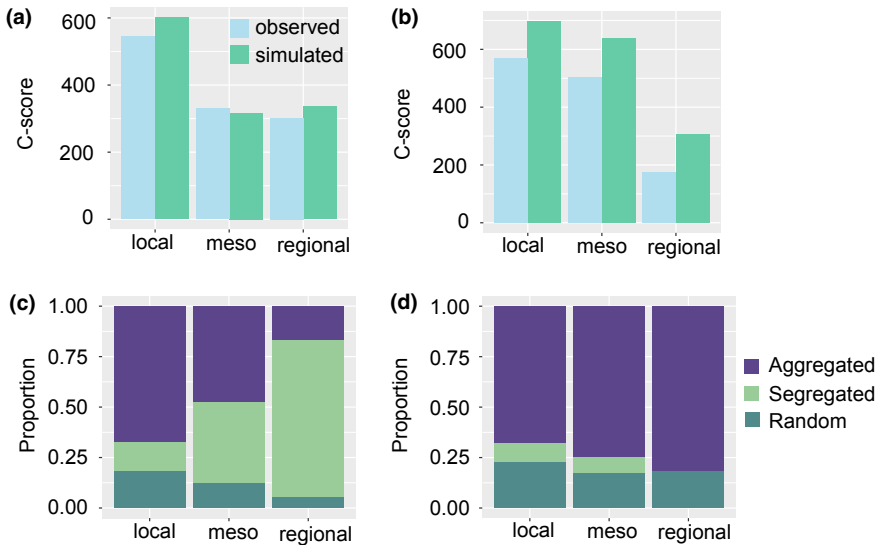 (a)
600
400
200
0
C-score
observed
simulated
local meso regional
(b)
600
400
200
0
C-score
local meso regional
(c)
1.00
0.75
0.50
0.25
0.00
Proportion
local meso regional
(d)
1.00
0.75
0.50
0.25
0.00
Proportion
local meso regional
Aggregated
Segregated
Random